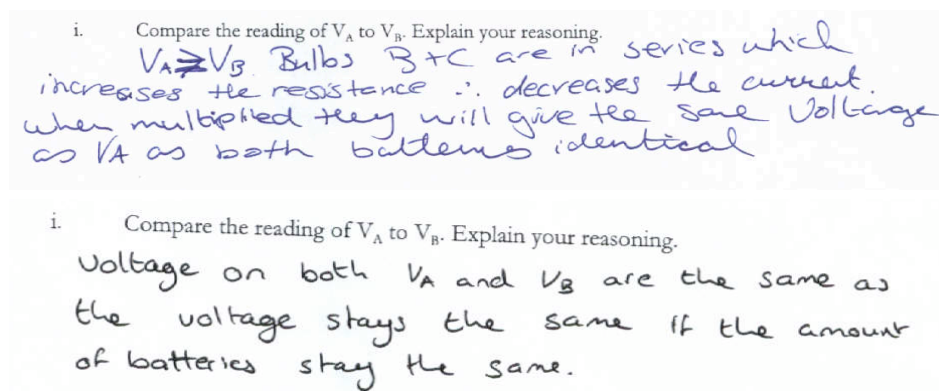 i. Compare the reading of V_A to V_B. Explain your reasoning.
V_A = V_B Bulbs B + C are in series which
increases the resistance ∴ decreases the current.
when multiplied they will give the same Voltage
as VA as both batteries identical
i. Compare the reading of V_A to V_B. Explain your reasoning.
Voltage on both VA and VB are the same as
the voltage stays the same if the amount
of batteries stay the same.